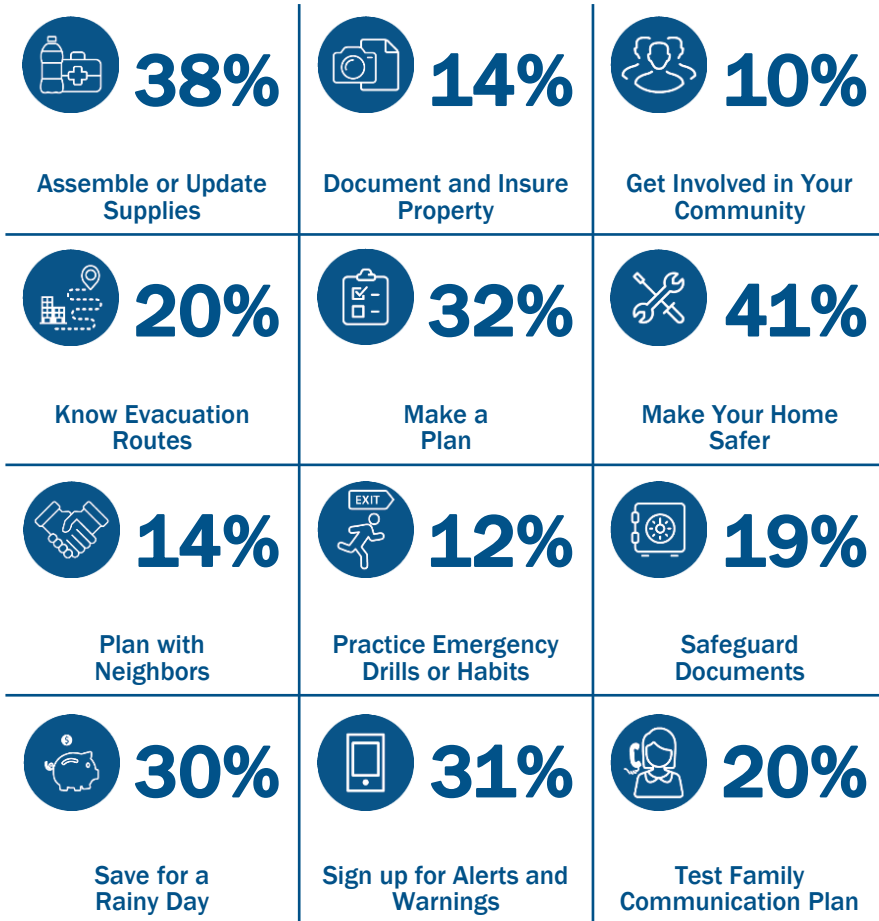 38%
Assemble or Update
Supplies
14%
Document and Insure
Property
10%
Get Involved in Your
Community
20%
Know Evacuation
Routes
32%
Make a
Plan
41%
Make Your Home
Safer
14%
Plan with
Neighbors
EXIT
12%
Practice Emergency
Drills or Habits
19%
Safeguard
Documents
$
30%
Save for a
Rainy Day
31%
Sign up for Alerts and
Warnings
20%
Test Family
Communication Plan